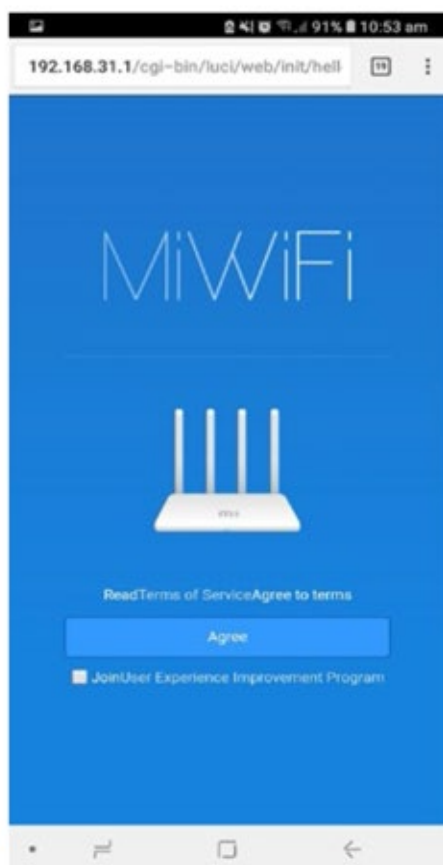 91% 10:53 am
192.168.31.1/cgi-bin/luci/web/init/hell
19
MiWiFi
ReadTerms of ServiceAgree to terms
Agree
JoinUser Experience Improvement Program